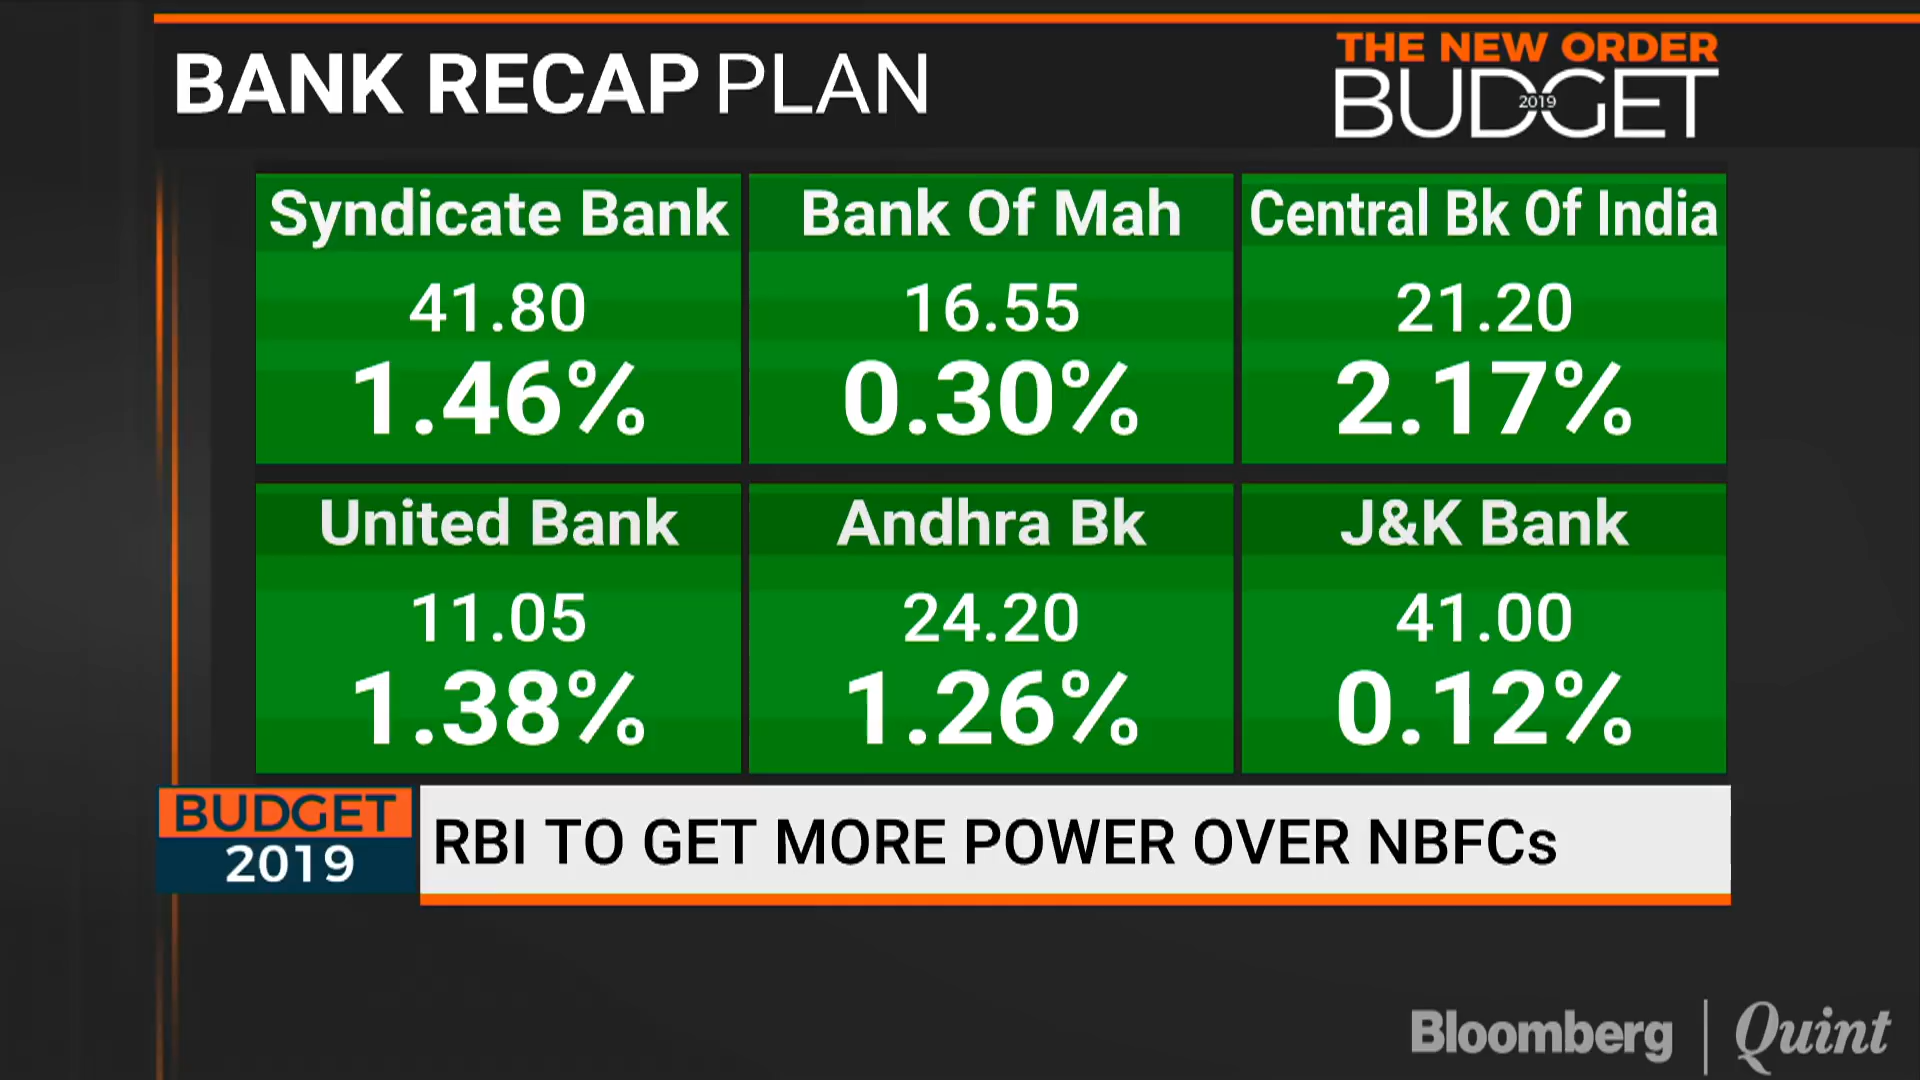 BANK RECAP PLAN
THE NEW ORDER
BUDGET
2019
Syndicate Bank
41.80
1.46%
Bank Of Mah
16.55
0.30%
Central Bk Of India
21.20
2.17%
United Bank
11.05
1.38%
Andhra Bk
24.20
1.26%
J&K Bank
41.00
0.12%
BUDGET
2019
RBI TO GET MORE POWER OVER NBFCs
Bloomberg | Quint